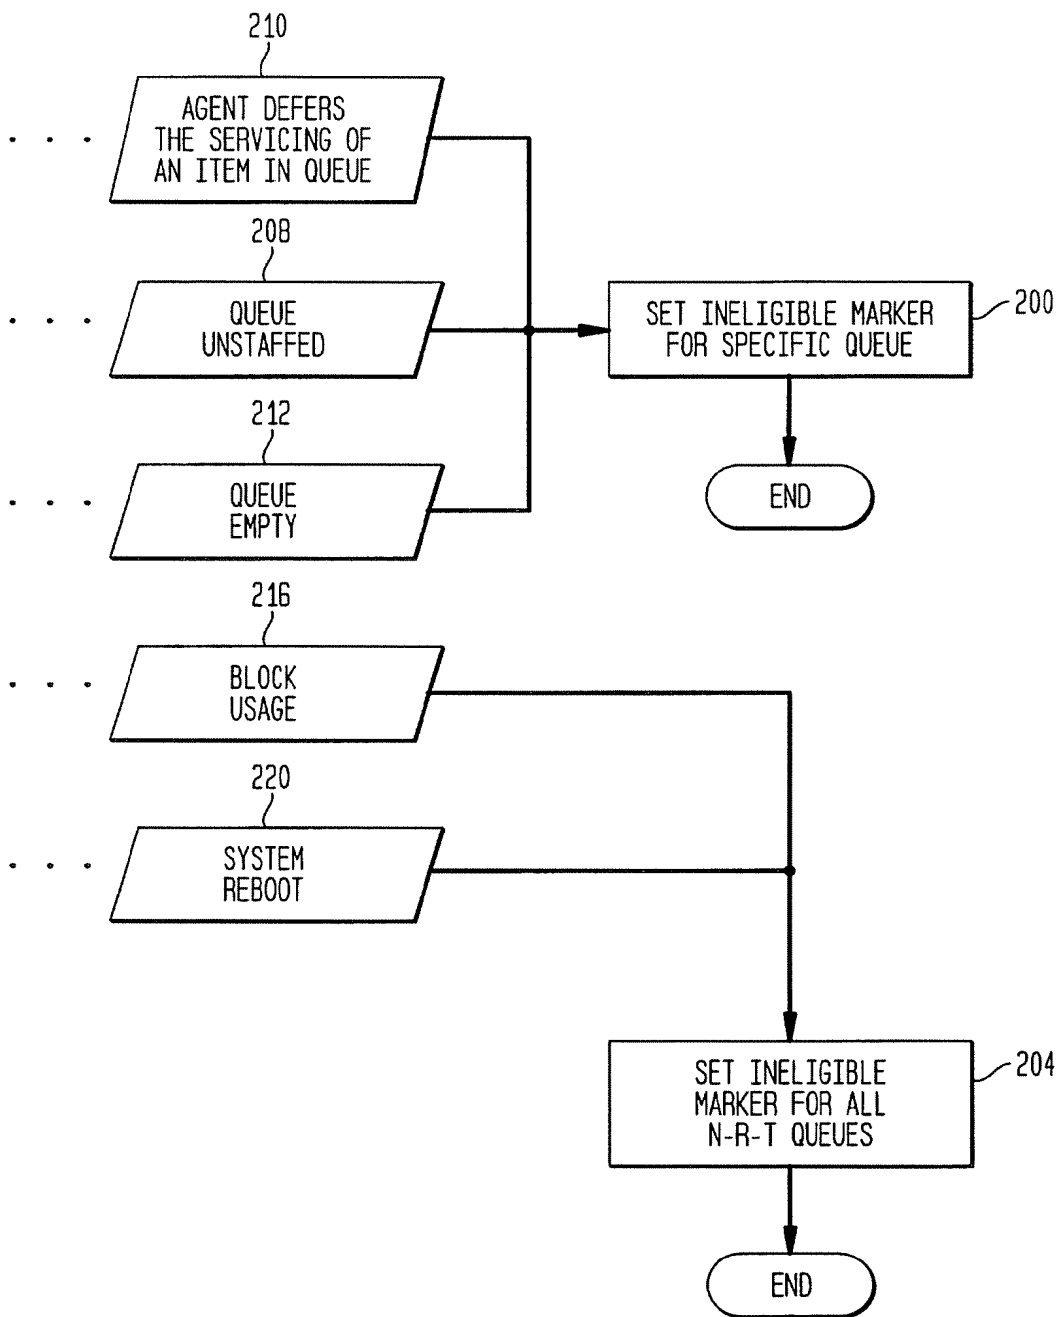 210
AGENT DEFERS
THE SERVICING OF
AN ITEM IN QUEUE
208
QUEUE
UNSTAFFED
SET INELIGIBLE MARKER
FOR SPECIFIC QUEUE
200
212
QUEUE
EMPTY
END
216
BLOCK
USAGE
220
SYSTEM
REBOOT
SET INELIGIBLE
MARKER FOR ALL
N-R-T QUEUES
204
END